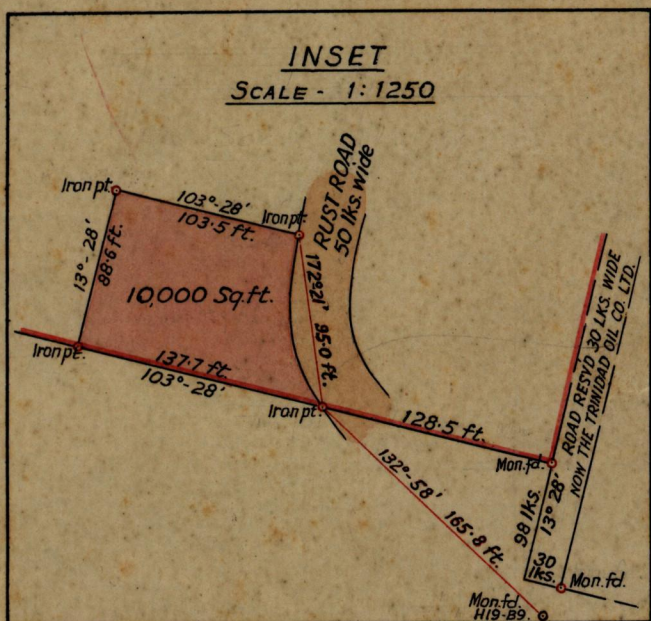 INSET
SCALE - 1:1250
Iron pt.
103°-28'
103.5 ft.
Iron pt.
RUST ROAD
50 lks. wide
13°-28'
88.6 ft.
10,000 Sq.ft.
172°21' 95.0 ft.
Iron pt.
137.7 ft.
103°-28'
Iron pt.
128.5 ft.
Mon.fd.
ROAD RESVD 30 LKS. WIDE
NOW THE TRINIDAD OIL CO. LTD.
132°-58' 165.8 ft.
98 lks.
13° 28'
30
lks.
Mon.fd.
Mon.fd.
H19-B9.